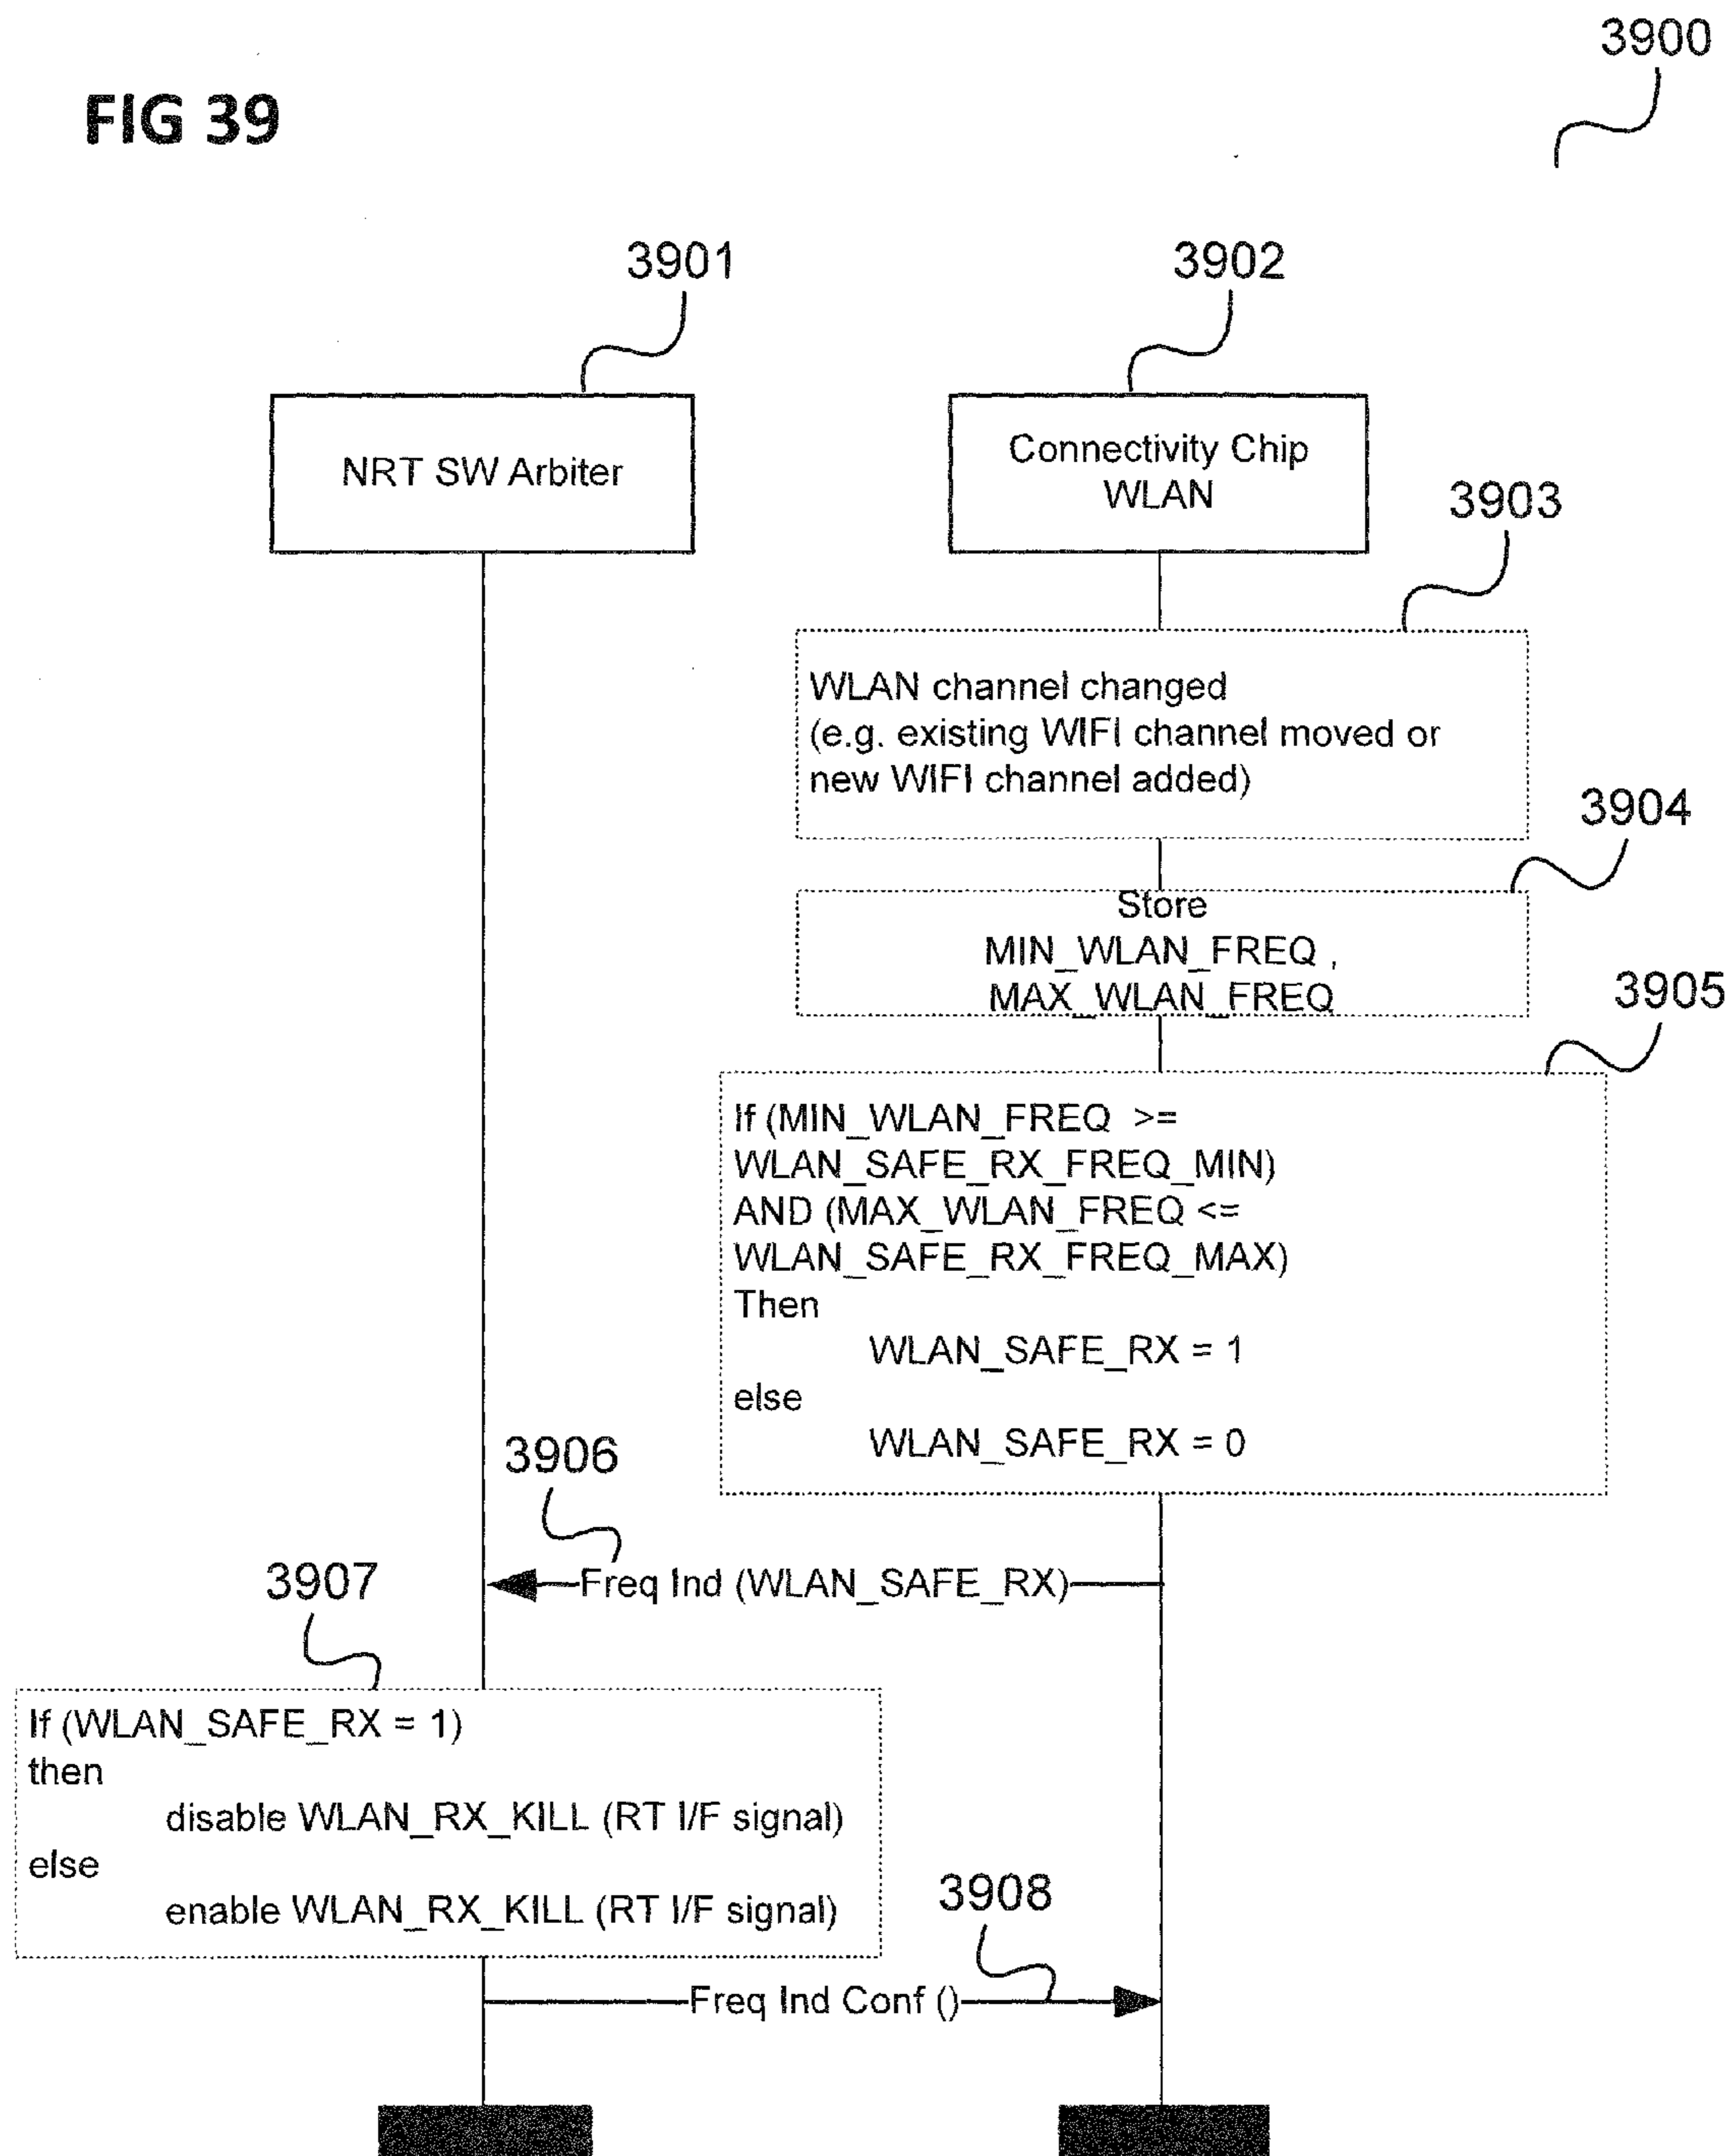 3900
FIG 39
3901
3902
NRT SW Arbiter
Connectivity Chip
WLAN
3903
WLAN channel changed
(e.g. existing WIFI channel moved or
new WIFI channel added)
3904
Store
MIN_WLAN_FREQ ,
MAX_WLAN_FREQ
3905
If (MIN_WLAN_FREQ >=
WLAN_SAFE_RX_FREQ_MIN)
AND (MAX_WLAN_FREQ <=
WLAN_SAFE_RX_FREQ_MAX)
Then
WLAN_SAFE_RX = 1
else
WLAN_SAFE_RX = 0
3906
Freq Ind (WLAN_SAFE_RX)
3907
If (WLAN_SAFE_RX = 1)
then
disable WLAN_RX_KILL (RT I/F signal)
else
enable WLAN_RX_KILL (RT I/F signal)
3908
Freq Ind Conf ()